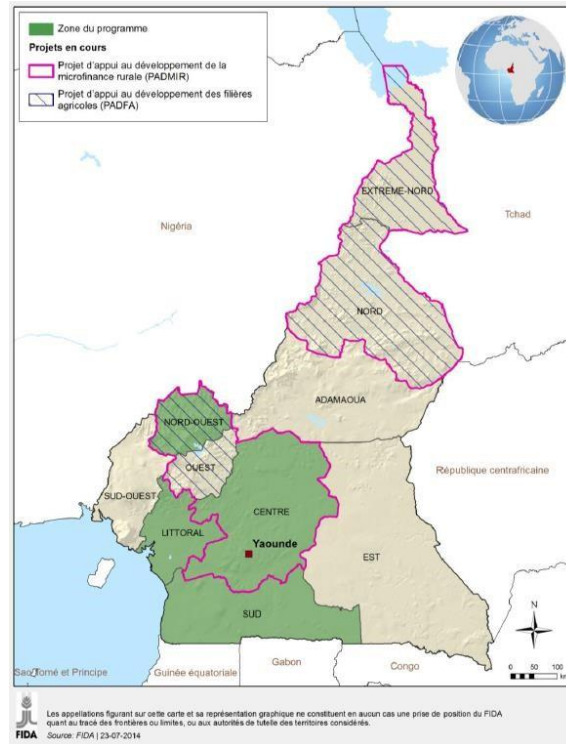 Zone du programme
Projets en cours
Projet d'appui au développement de la
microfinance rurale (PADMIR)
Projet d'appui au développement des filières
agricoles (PADFA)
EXTREME-NORD
Tchad
Nigéria
NORD
ADAMAOUA
NORD-OUEST
OUEST
République centrafricaine
SUD-OUEST
CENTRE
LITTORAL
Yaounde
EST
SUD
N
Sao Tomé et Principe
Guinée équatoriale
Gabon
Congo
0 50 100
km
Les appellations figurant sur cette carte et sa représentation graphique ne constituent en aucun cas une prise de position du FIDA
quant au tracé des frontières ou limites, ou aux autorités de tutelle des territoires considérés.
FIDA
Source: FIDA | 23-07-2014